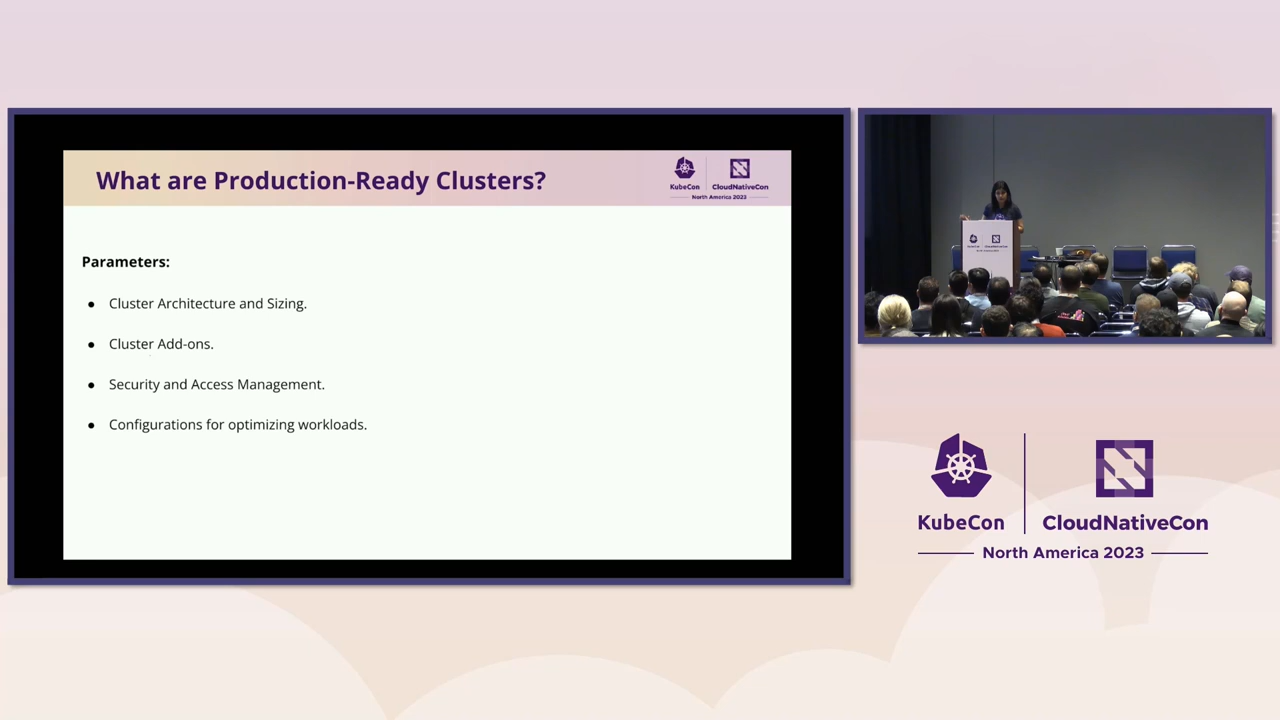 What are Production-Ready Clusters?
KubeCon
CloudNativeCon
North America 2023
Parameters:
● Cluster Architecture and Sizing.
● Cluster Add-ons.
● Security and Access Management.
● Configurations for optimizing workloads.
KubeCon
CloudNativeCon
North America 2023